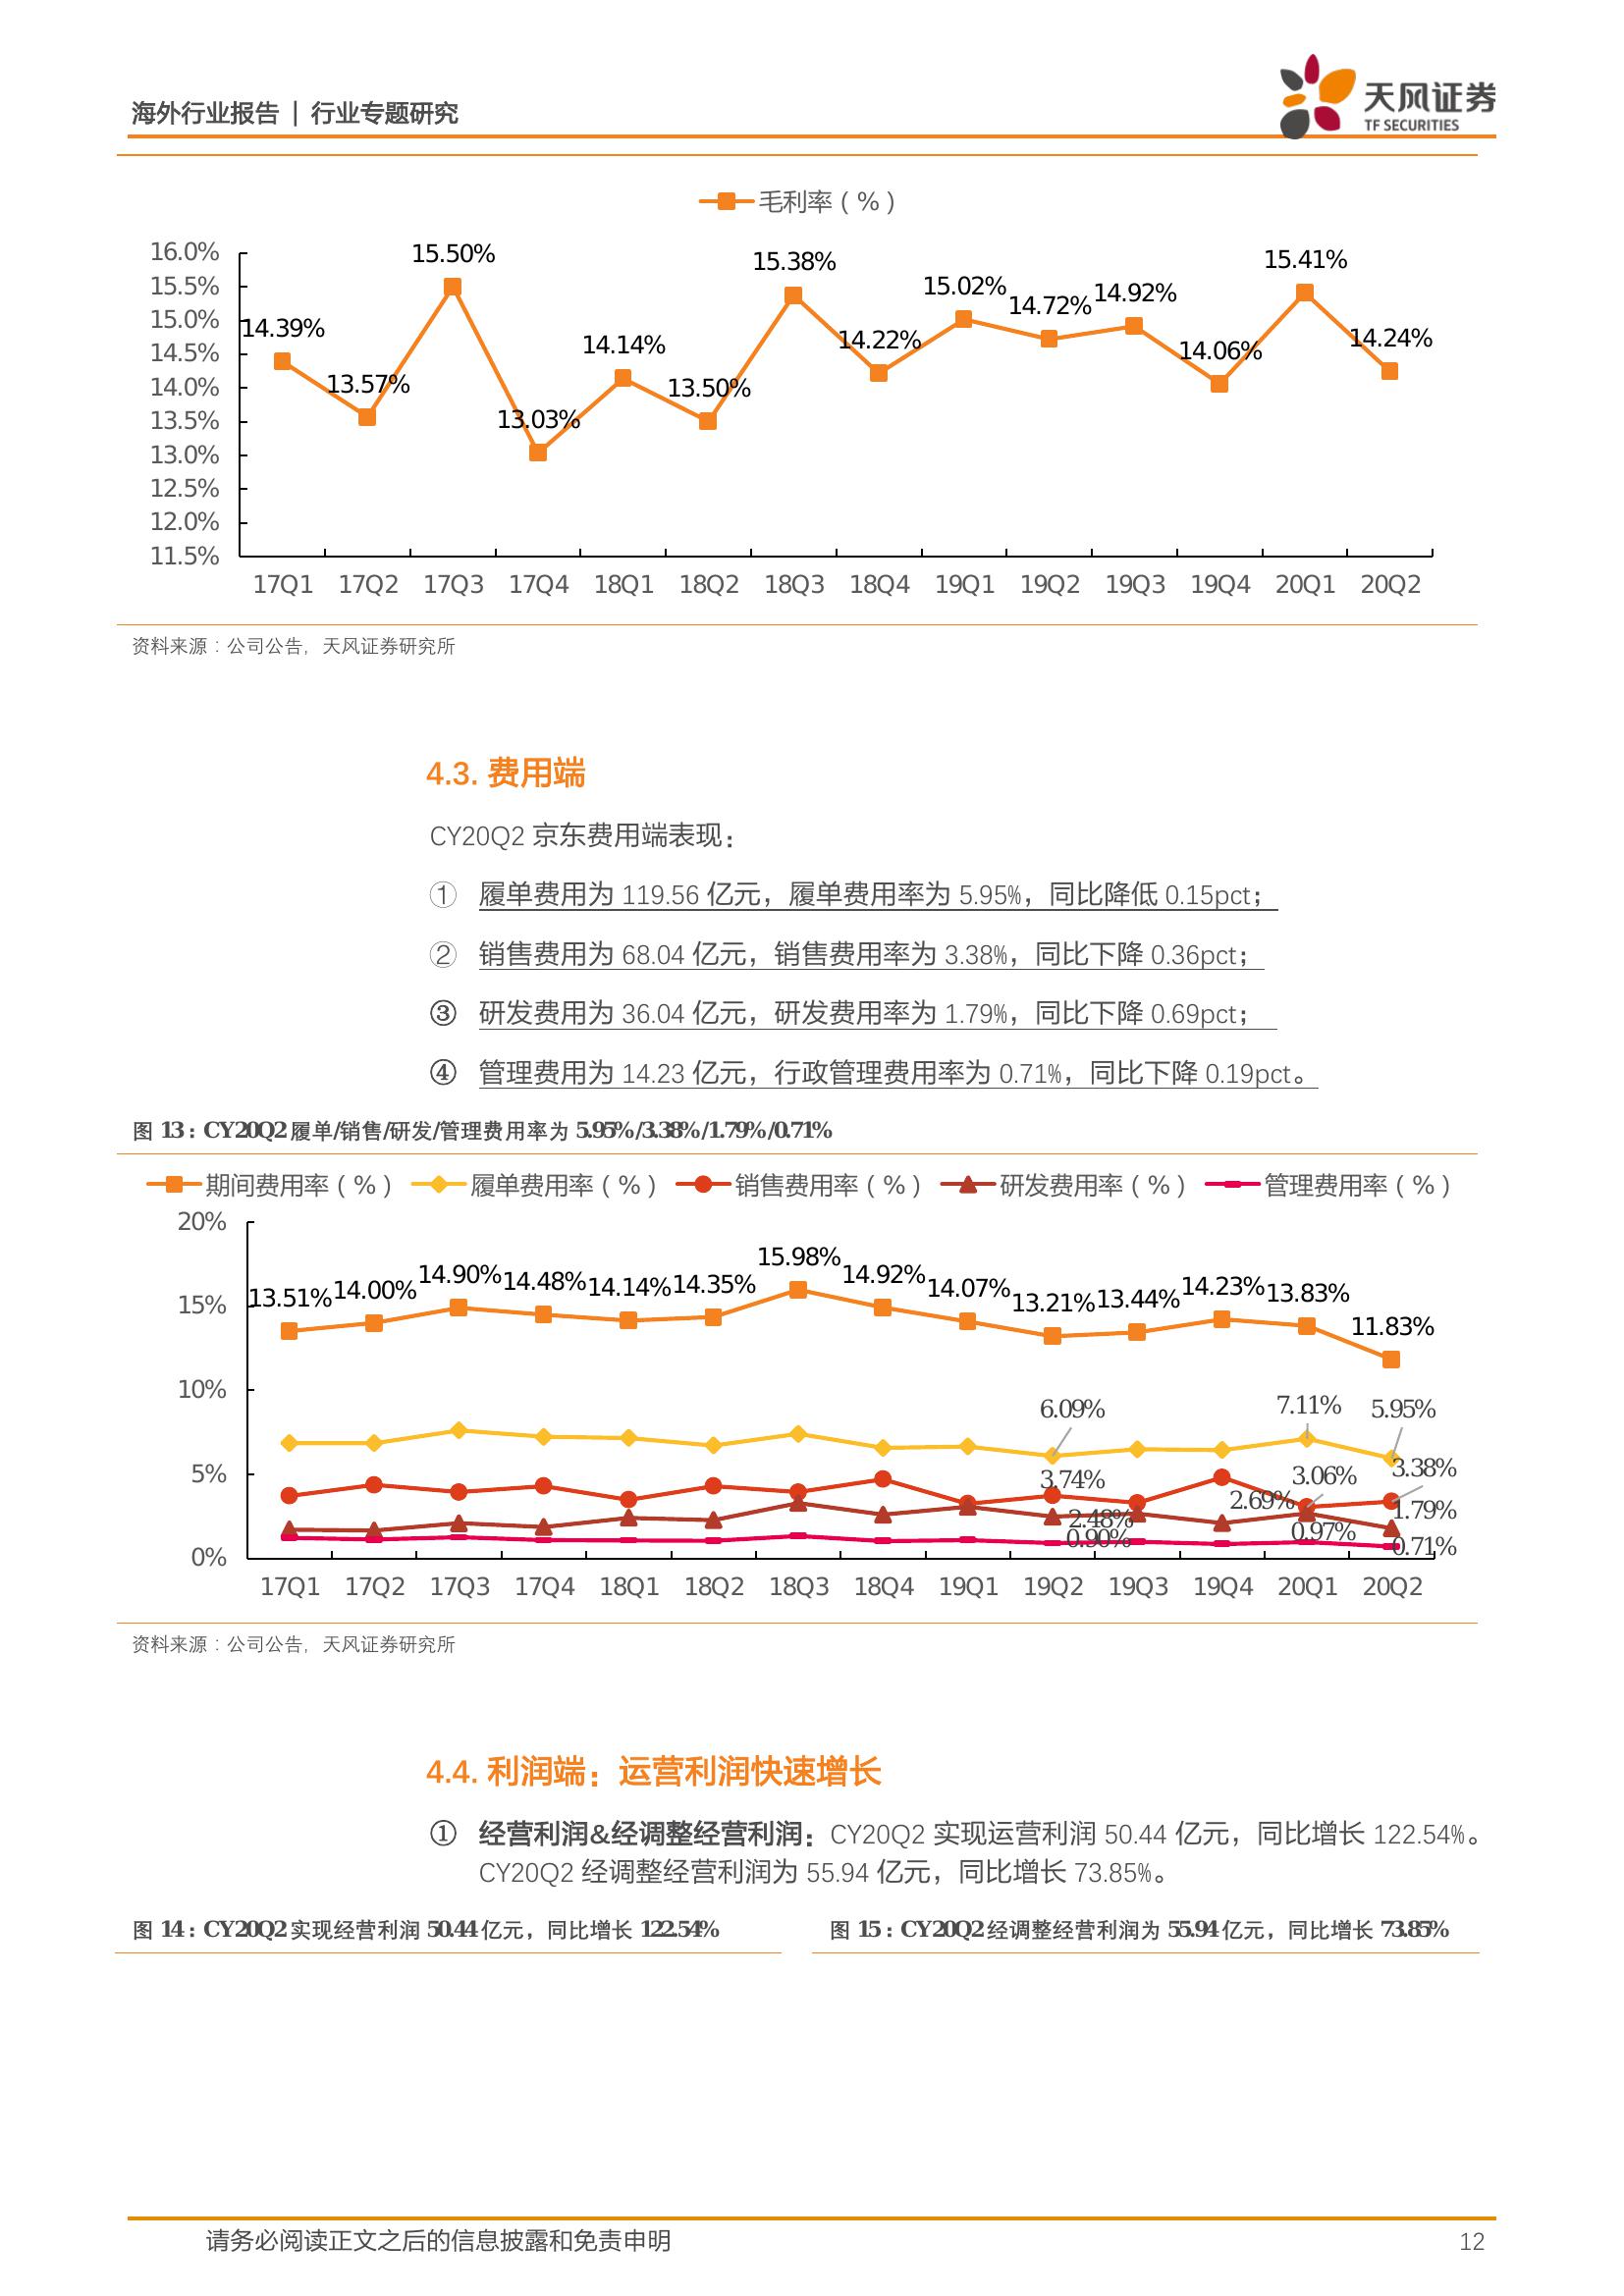 海外行业报告 | 行业专题研究
天风证券
TF SECURITIES
毛利率(%)
16.0%
15.5%
15.0%
14.5%
14.0%
13.5%
13.0%
12.5%
12.0%
11.5%
14.39%
13.57%
15.50%
13.03%
14.14%
13.50%
15.38%
14.22%
15.02%
14.72%
14.92%
14.06%
15.41%
14.24%
17Q1 17Q2 17Q3 17Q4 18Q1 18Q2 18Q3 18Q4 19Q1 19Q2 19Q3 19Q4 20Q1 20Q2
资料来源:公司公告,天风证券研究所
4.3. 费用端
CY20Q2 京东费用端表现:
① 履单费用为 119.56 亿元,履单费用率为 5.95%,同比降低 0.15pct;
② 销售费用为 68.04 亿元,销售费用率为 3.38%,同比下降 0.36pct;
③ 研发费用为 36.04 亿元,研发费用率为 1.79%,同比下降 0.69pct;
④ 管理费用为 14.23 亿元,行政管理费用率为 0.71%,同比下降 0.19pct。
图 13:CY20Q2 履单/销售/研发/管理费用率为 5.95%/3.38%/1.79%/0.71%
期间费用率(%) 履单费用率(%) 销售费用率(%) 研发费用率(%) 管理费用率(%)
20%
15%
10%
5%
0%
13.51%
14.00%
14.90%
14.48%
14.14%
14.35%
15.98%
14.92%
14.07%
13.21%
13.44%
14.23%
13.83%
11.83%
6.09%
7.11%
5.95%
3.74%
3.06%
3.38%
2.48%
2.69%
1.79%
0.90%
0.97%
0.71%
17Q1 17Q2 17Q3 17Q4 18Q1 18Q2 18Q3 18Q4 19Q1 19Q2 19Q3 19Q4 20Q1 20Q2
资料来源:公司公告,天风证券研究所
4.4. 利润端:运营利润快速增长
① 经营利润&经调整经营利润:CY20Q2 实现运营利润 50.44 亿元,同比增长 122.54%。
CY20Q2 经调整经营利润为 55.94 亿元,同比增长 73.85%。
图 14:CY20Q2 实现经营利润 50.44 亿元,同比增长 122.54%
图 15:CY20Q2 经调整经营利润为 55.94 亿元,同比增长 73.85%
请务必阅读正文之后的信息披露和免责申明
12